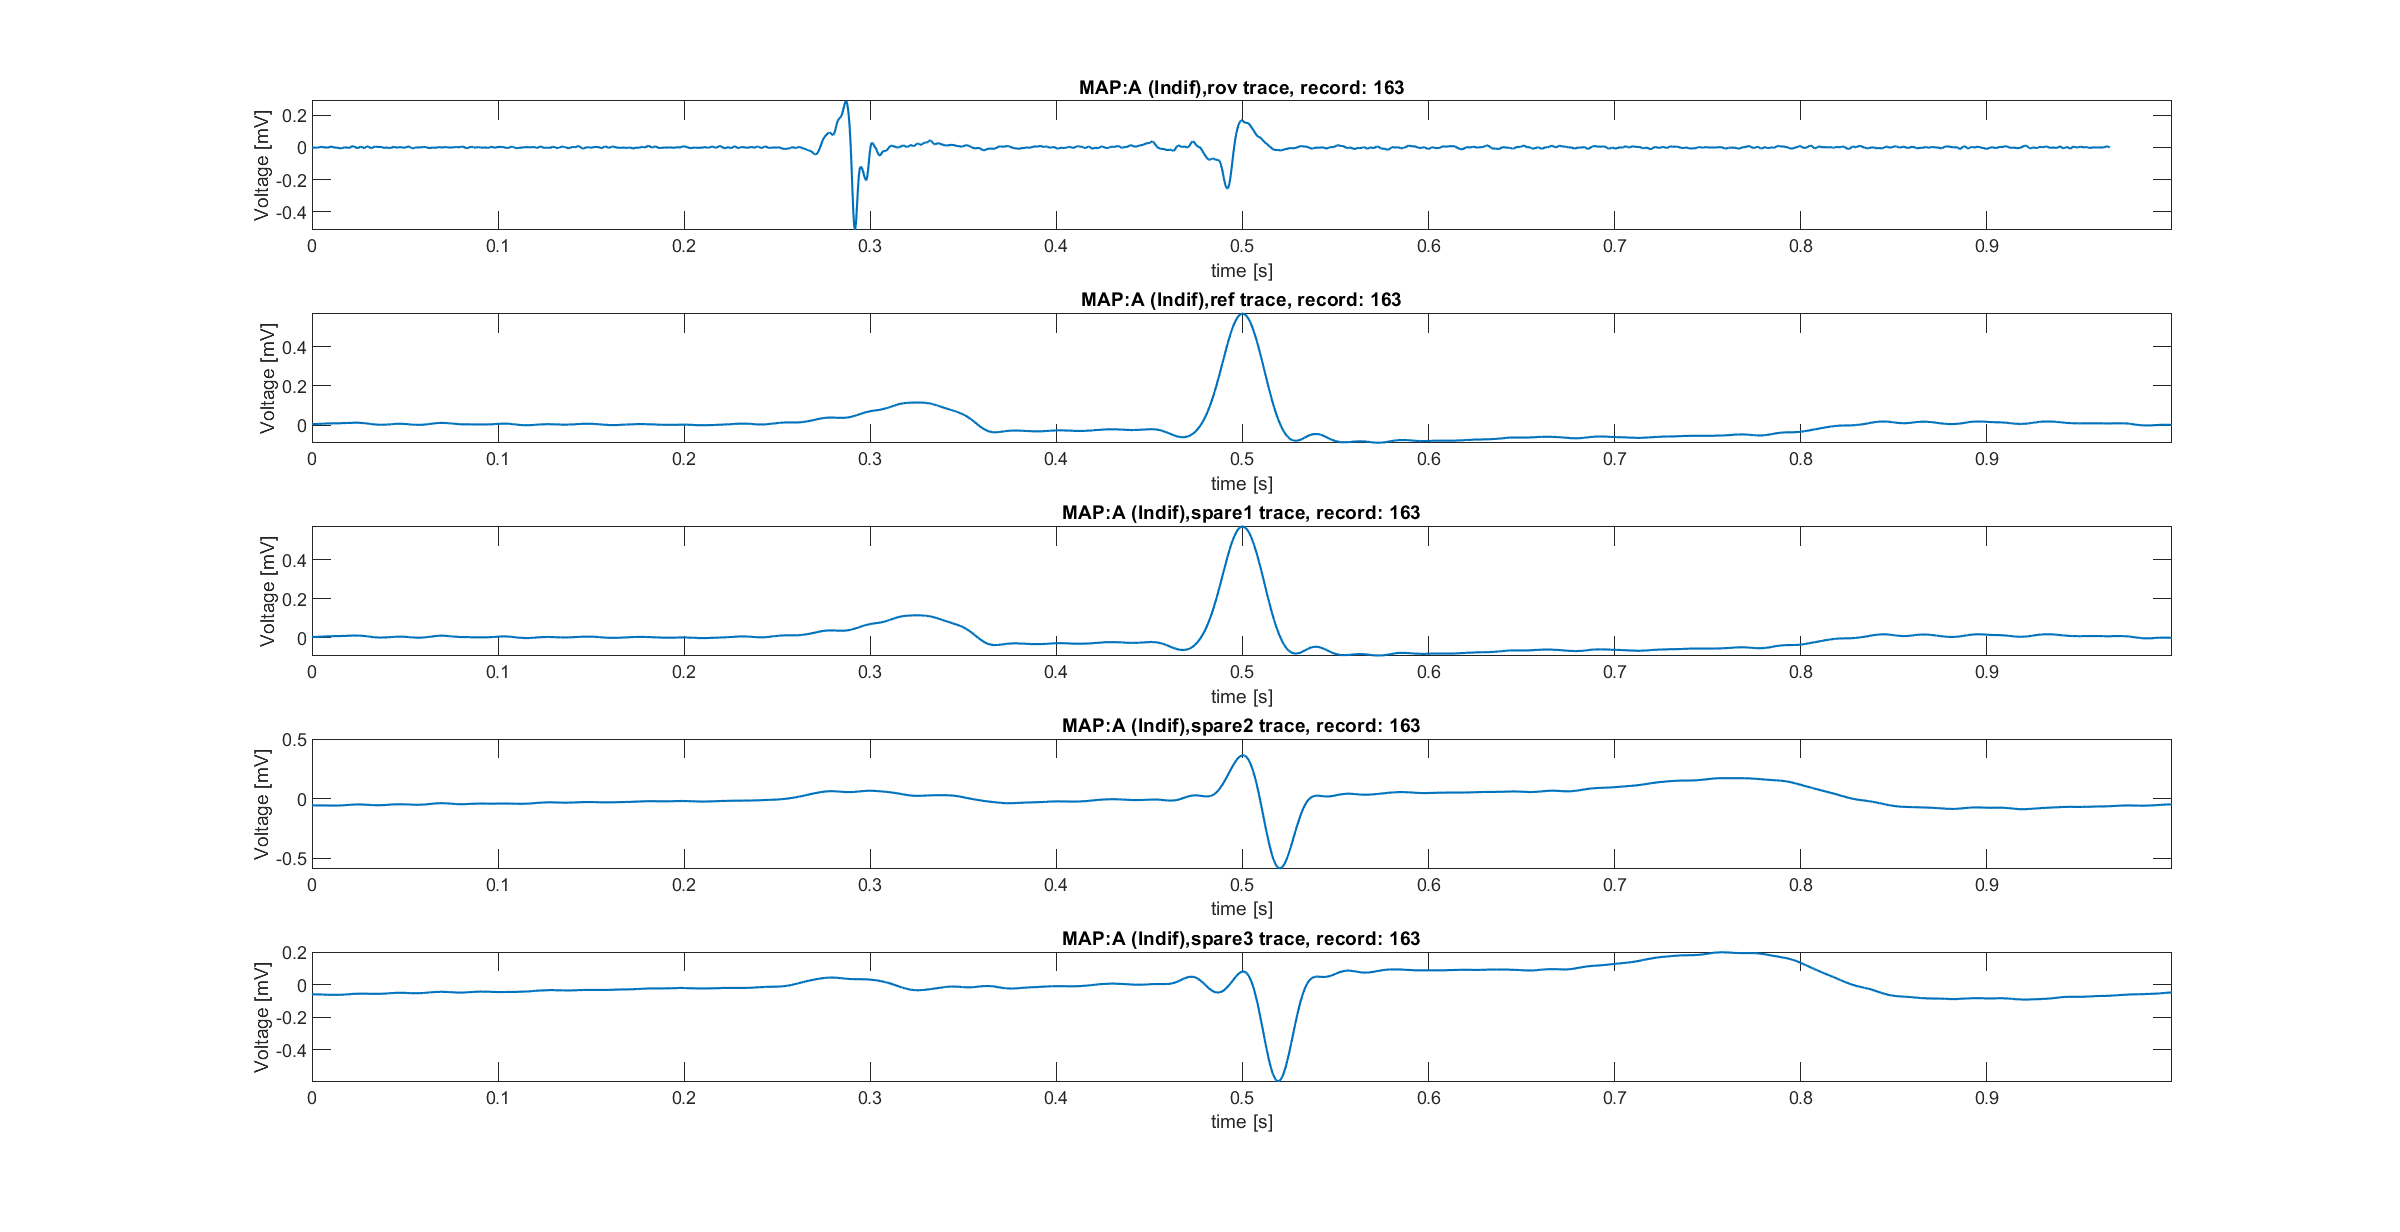 MAP:A (Indif),rov trace, record: 163
Voltage [mV]
0.2
0
-0.2
-0.4
0 0.1 0.2 0.3 0.4 0.5 0.6 0.7 0.8 0.9
time [s]
MAP:A (Indif),ref trace, record: 163
Voltage [mV]
0.4
0.2
0
0 0.1 0.2 0.3 0.4 0.5 0.6 0.7 0.8 0.9
time [s]
MAP:A (Indif),spare1 trace, record: 163
Voltage [mV]
0.4
0.2
0
0 0.1 0.2 0.3 0.4 0.5 0.6 0.7 0.8 0.9
time [s]
MAP:A (Indif),spare2 trace, record: 163
Voltage [mV]
0.5
0
-0.5
0 0.1 0.2 0.3 0.4 0.5 0.6 0.7 0.8 0.9
time [s]
MAP:A (Indif),spare3 trace, record: 163
Voltage [mV]
0.2
0
-0.2
-0.4
0 0.1 0.2 0.3 0.4 0.5 0.6 0.7 0.8 0.9
time [s]